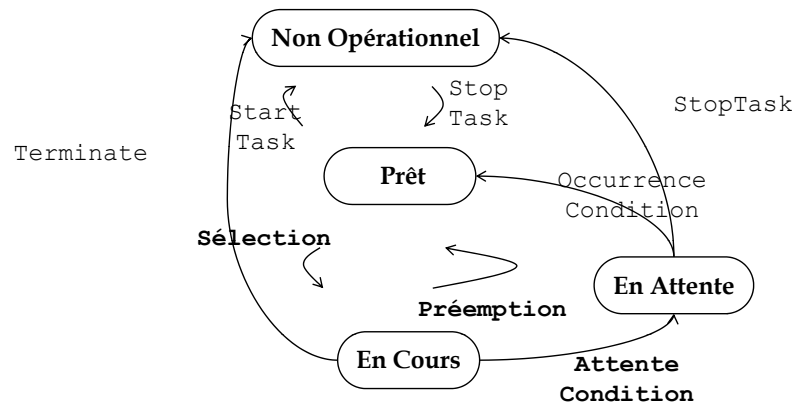 Non Opérationnel
Stop
Task
Start
Task
StopTask
Terminate
Prêt
Occurrence
Condition
Sélection
En Attente
Préemption
En Cours
Attente
Condition